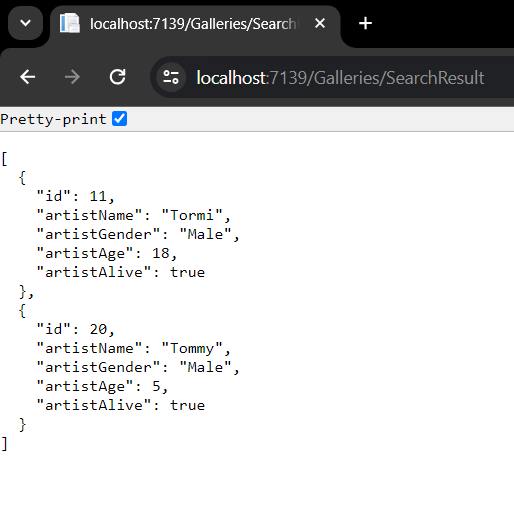 localhost:7139/Galleries/Search
localhost:7139/Galleries/SearchResult
Pretty-print
[
  {
    "id": 11,
    "artistName": "Tormi",
    "artistGender": "Male",
    "artistAge": 18,
    "artistAlive": true
  },
  {
    "id": 20,
    "artistName": "Tommy",
    "artistGender": "Male",
    "artistAge": 5,
    "artistAlive": true
  }
]